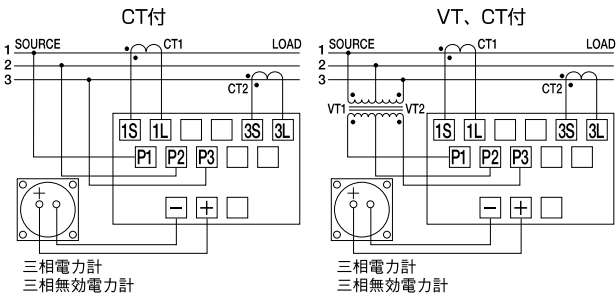 CT付
1 SOURCE CT1 LOAD
2
3
CT2
1S 1L 3S 3L
P1 P2 P3
+
− +
三相電力計
三相無効電力計
VT、CT付
1 SOURCE CT1 LOAD
2
3
CT2
VT1 VT2
1S 1L 3S 3L
P1 P2 P3
+
− +
三相電力計
三相無効電力計